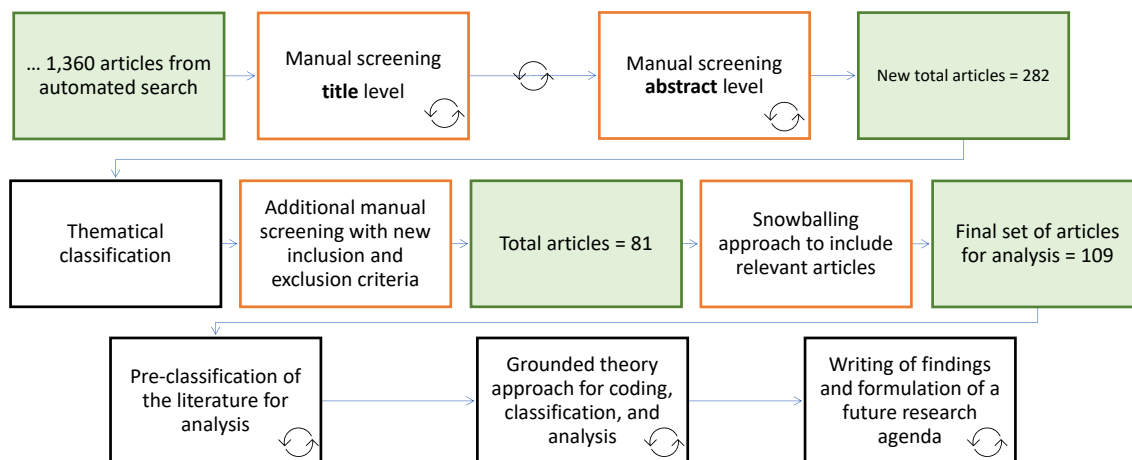 ... 1,360 articles from
automated search
Manual screening
title level
Manual screening
abstract level
New total articles = 282
Thematical
classification
Additional manual
screening with new
inclusion and
exclusion criteria
Total articles = 81
Snowballing
approach to include
relevant articles
Final set of articles
for analysis = 109
Pre-classification of
the literature for
analysis
Grounded theory
approach for coding,
classification, and
analysis
Writing of findings
and formulation of a
future research
agenda